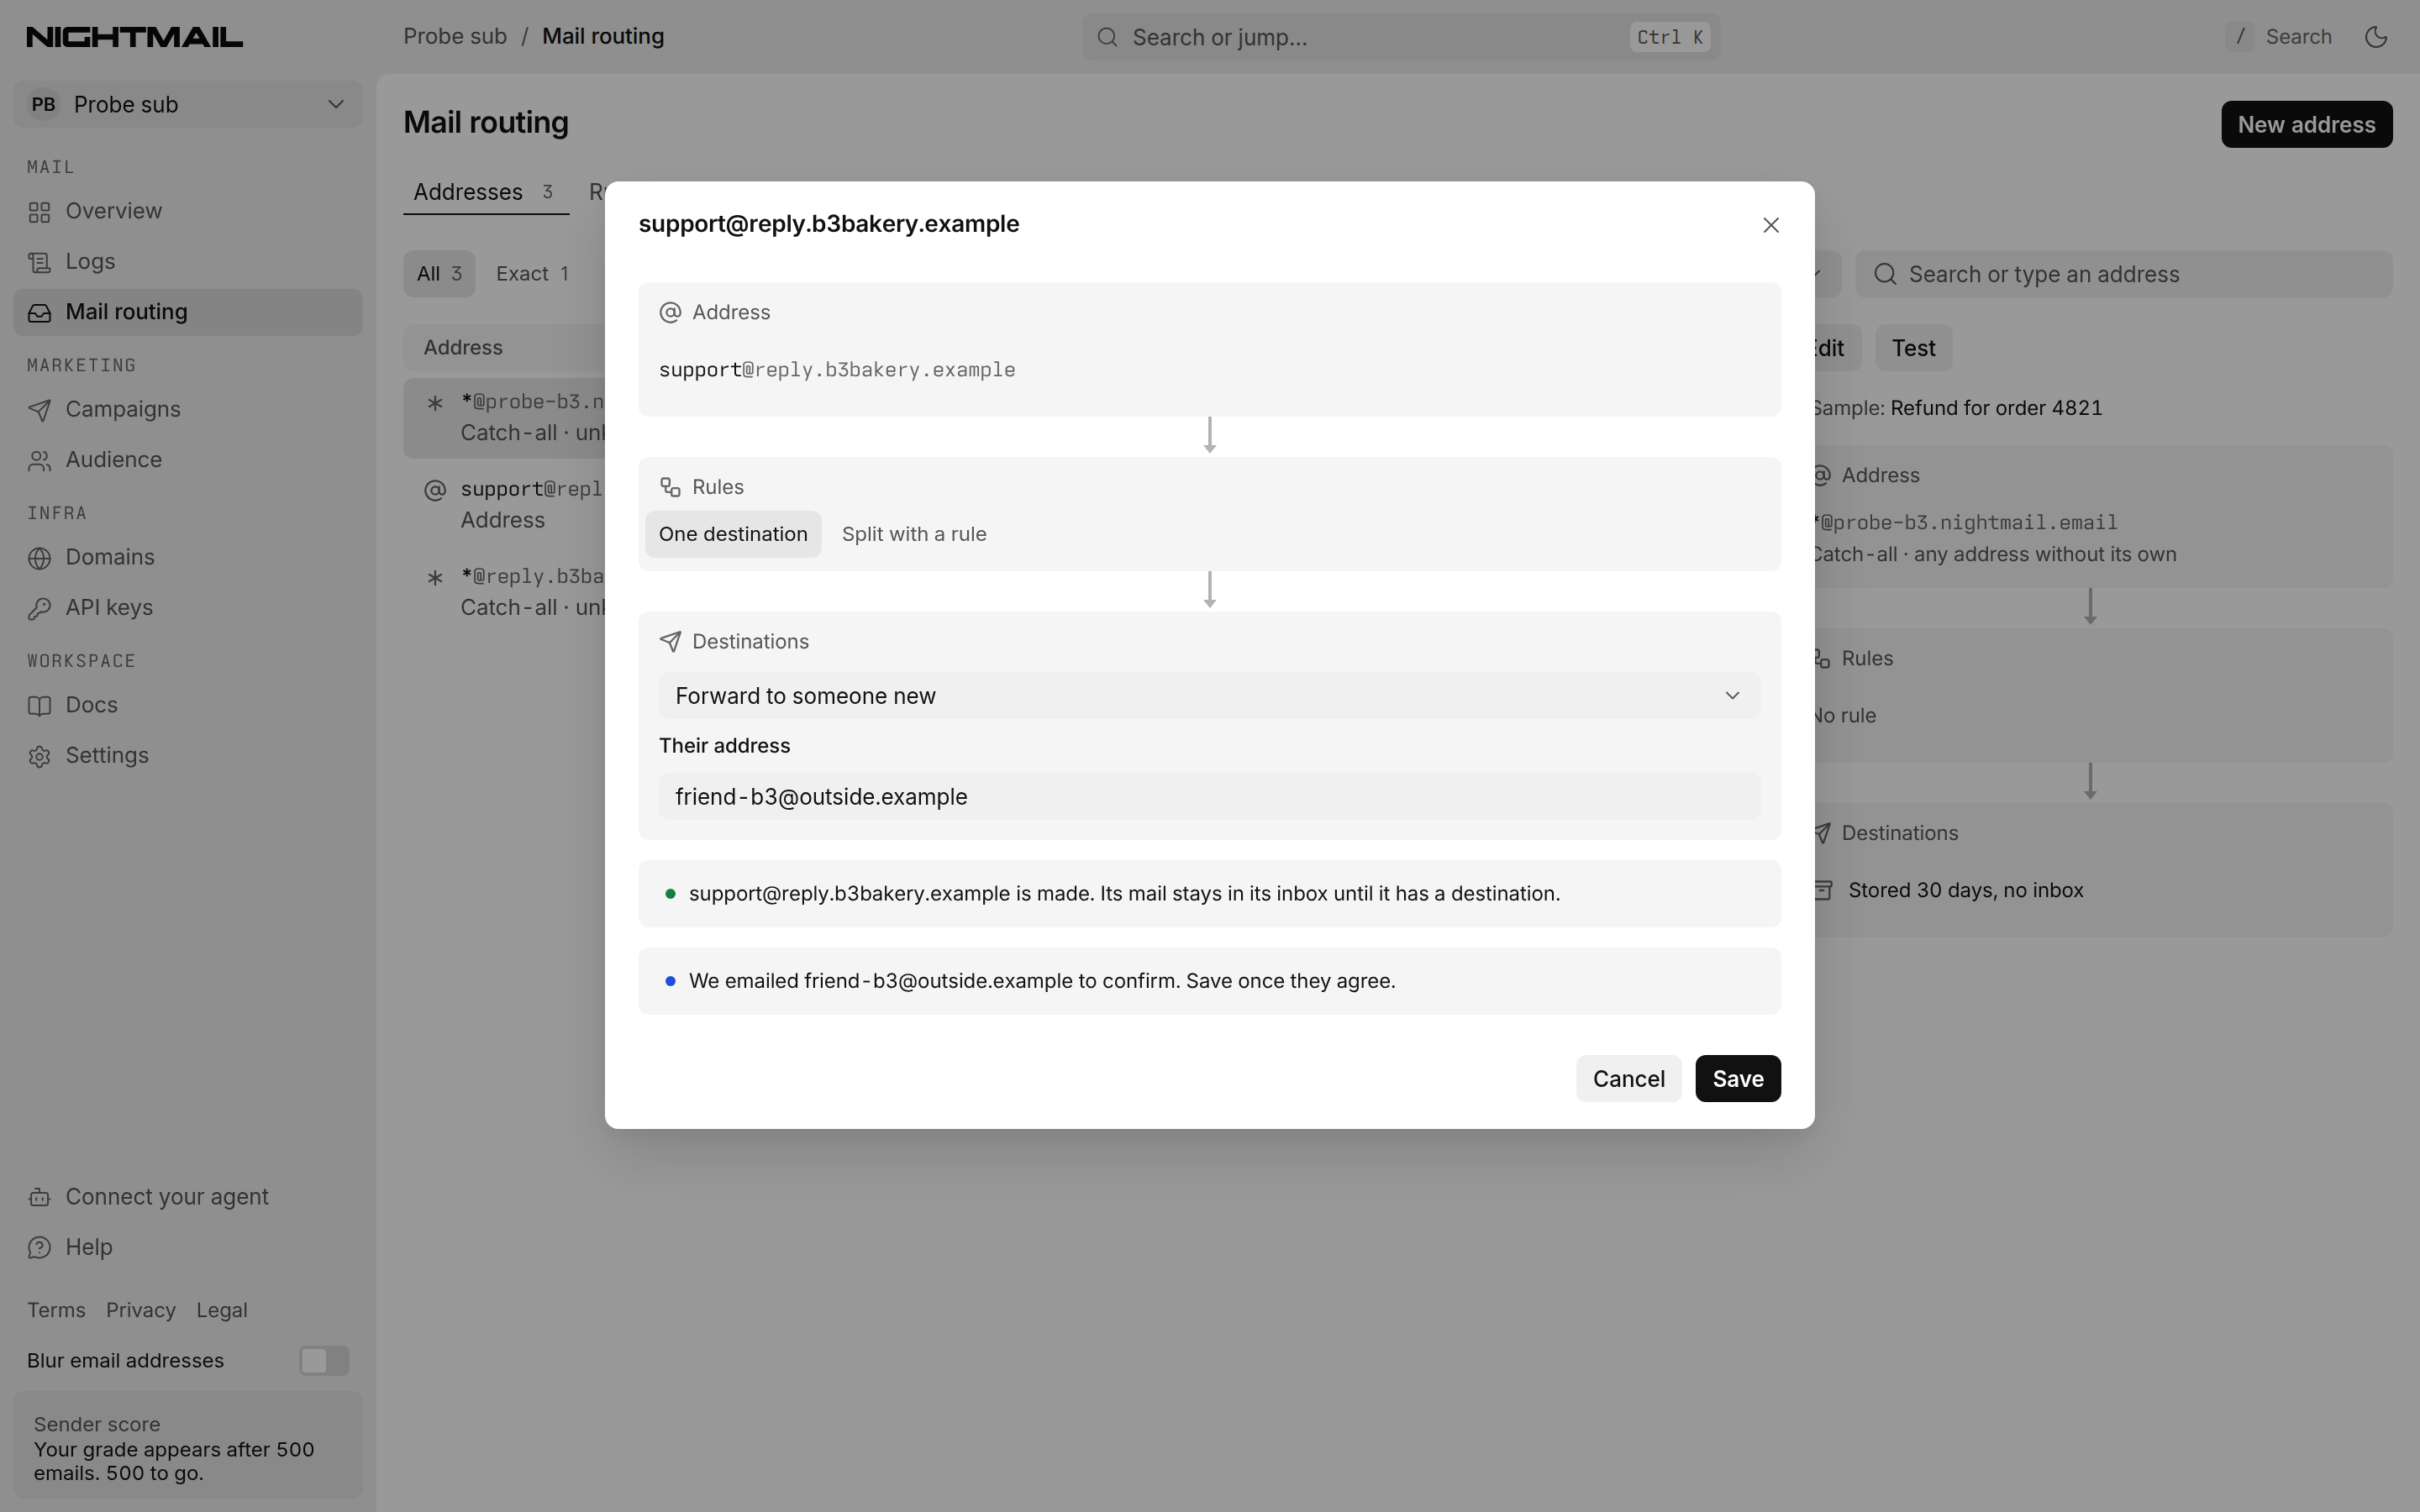 NIGHTMAIL
Probe sub / Mail routing
Search or jump...
Ctrl K
/ Search
PB Probe sub
MAIL
Overview
Logs
Mail routing
MARKETING
Campaigns
Audience
INFRA
Domains
API keys
WORKSPACE
Docs
Settings
Connect your agent
Help
Terms Privacy Legal
Blur email addresses
Sender score
Your grade appears after 500
emails. 500 to go.
Mail routing
New address
Addresses 3
All 3 Exact 1
Search or type an address
Address
*@probe-b3.n
Catch-all ·
support@repl
Address
*@reply.b3ba
Catch-all ·
support@reply.b3bakery.example
Address
support@reply.b3bakery.example
Rules
One destination Split with a rule
Destinations
Forward to someone new
Their address
friend-b3@outside.example
support@reply.b3bakery.example is made. Its mail stays in its inbox until it has a destination.
We emailed friend-b3@outside.example to confirm. Save once they agree.
Cancel Save
Edit Test
Sample: Refund for order 4821
Address
*@probe-b3.nightmail.email
Catch-all · any address without its own
Rules
No rule
Destinations
Stored 30 days, no inbox